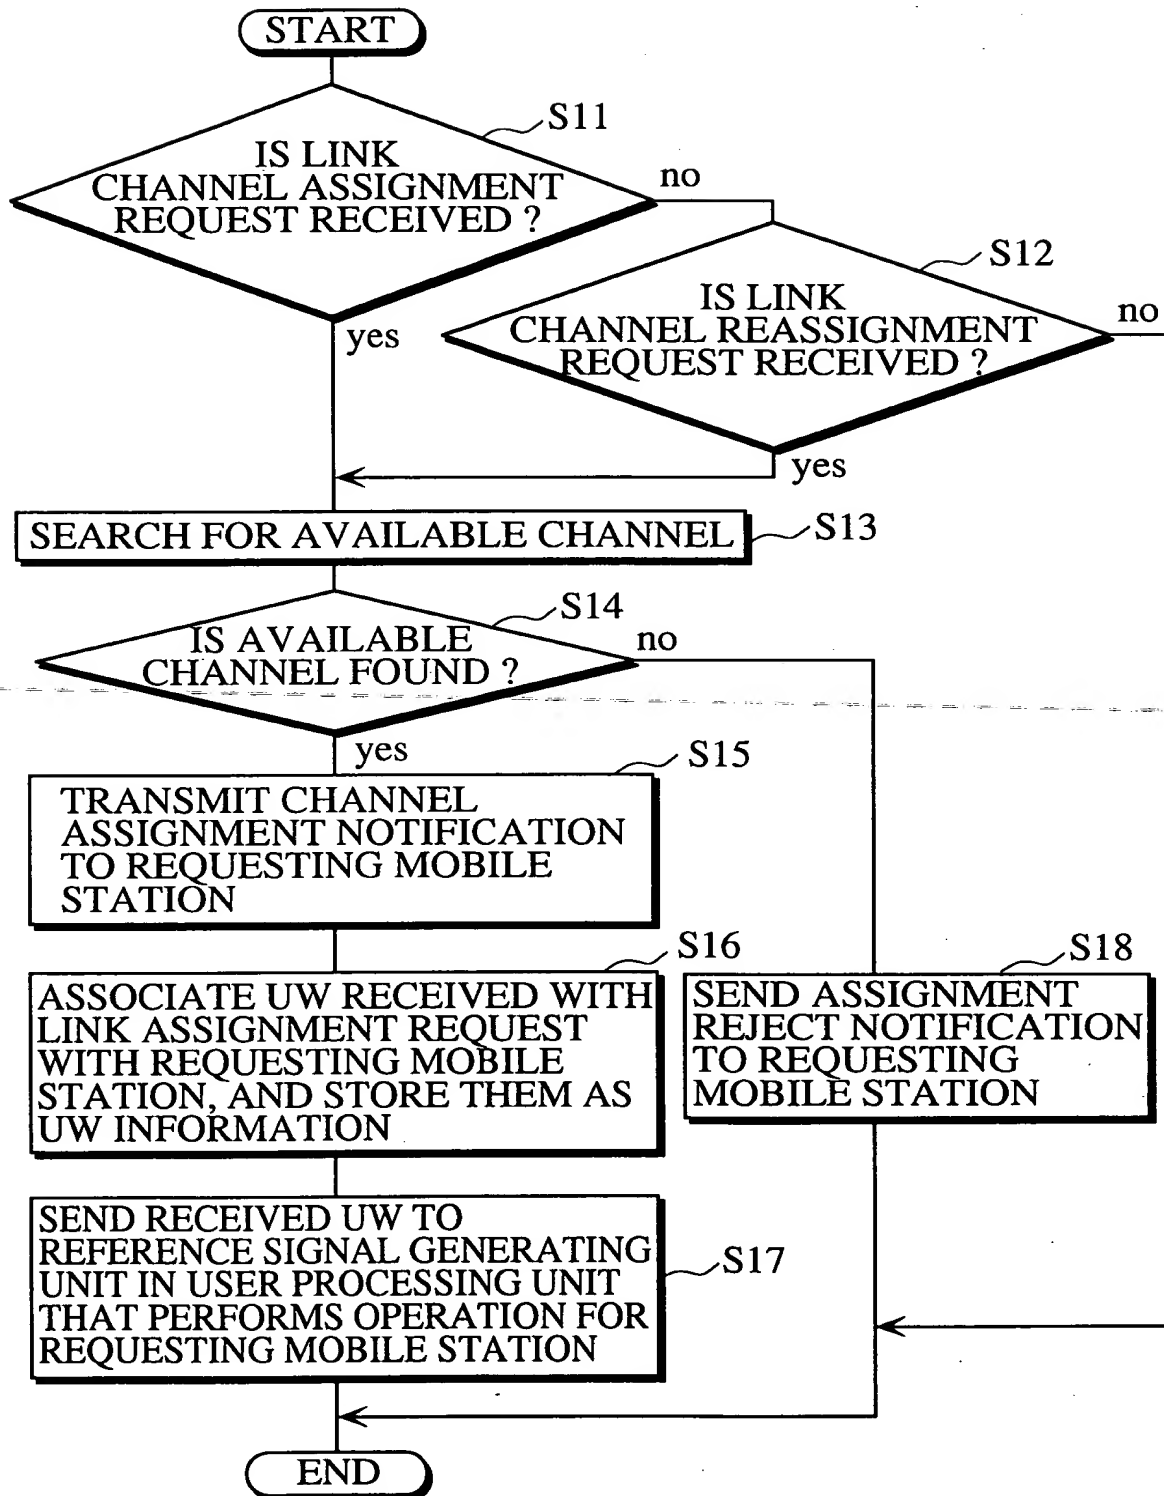 START
S11
IS LINK
CHANNEL ASSIGNMENT
REQUEST RECEIVED ?
no
yes
S12
IS LINK
CHANNEL REASSIGNMENT
REQUEST RECEIVED ?
no
yes
SEARCH FOR AVAILABLE CHANNEL
S13
S14
IS AVAILABLE
CHANNEL FOUND ?
no
yes
S15
TRANSMIT CHANNEL
ASSIGNMENT NOTIFICATION
TO REQUESTING MOBILE
STATION
S16
ASSOCIATE UW RECEIVED WITH
LINK ASSIGNMENT REQUEST
WITH REQUESTING MOBILE
STATION, AND STORE THEM AS
UW INFORMATION
S18
SEND ASSIGNMENT
REJECT NOTIFICATION
TO REQUESTING
MOBILE STATION
SEND RECEIVED UW TO
REFERENCE SIGNAL GENERATING
UNIT IN USER PROCESSING UNIT
THAT PERFORMS OPERATION FOR
REQUESTING MOBILE STATION
S17
END